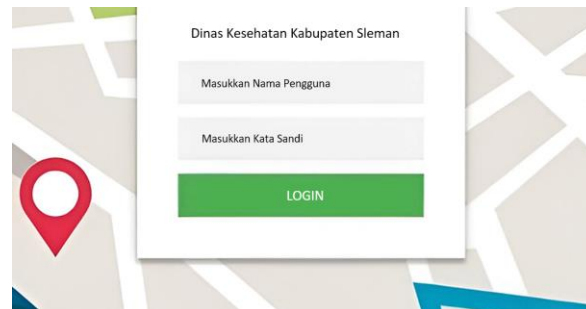 Dinas Kesehatan Kabupaten Sleman
Masukkan Nama Pengguna
Masukkan Kata Sandi
LOGIN